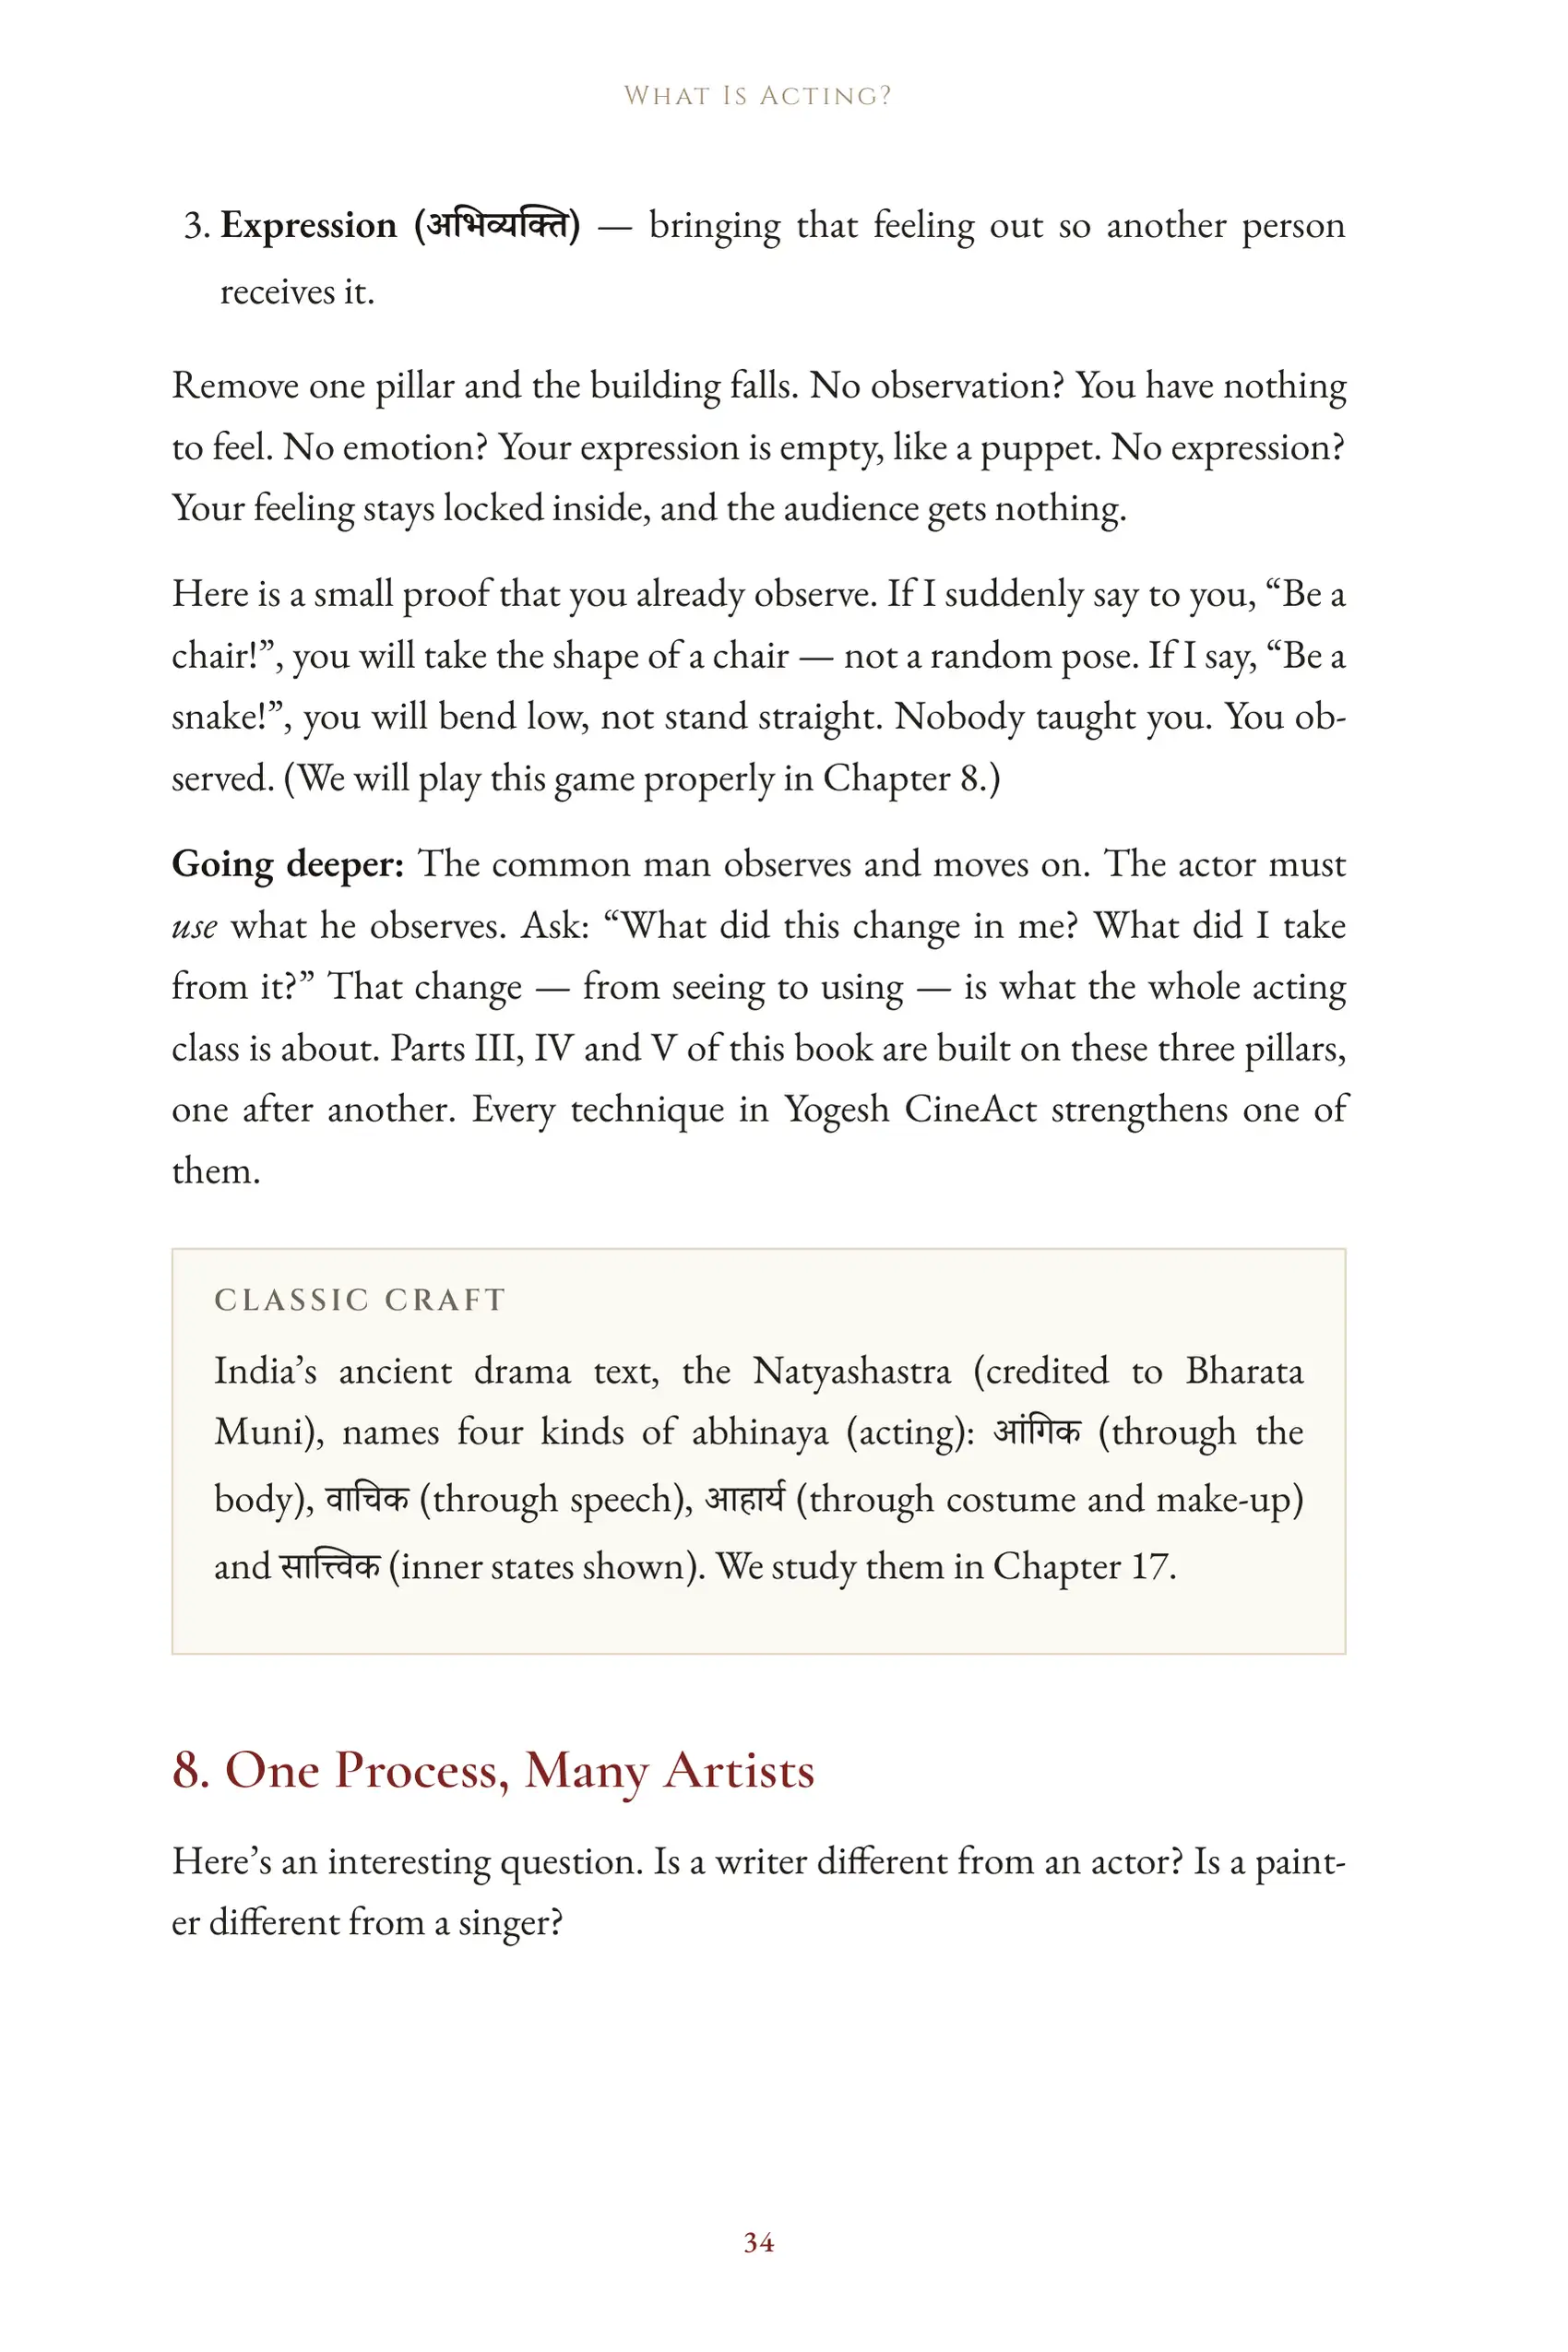 What Is Acting?
3. Expression (अभिव्यक्ति) — bringing that feeling out so another person
receives it.
Remove one pillar and the building falls. No observation? You have nothing
to feel. No emotion? Your expression is empty, like a puppet. No expression?
Your feeling stays locked inside, and the audience gets nothing.
Here is a small proof that you already observe. If I suddenly say to you, “Be a
chair!”, you will take the shape of a chair — not a random pose. If I say, “Be a
snake!”, you will bend low, not stand straight. Nobody taught you. You ob-
served. (We will play this game properly in Chapter 8.)
Going deeper: The common man observes and moves on. The actor must
use what he observes. Ask: “What did this change in me? What did I take
from it?” That change — from seeing to using — is what the whole acting
class is about. Parts III, IV and V of this book are built on these three pillars,
one after another. Every technique in Yogesh CineAct strengthens one of
them.
CLASSIC CRAFT
India’s ancient drama text, the Natyashastra (credited to Bharata
Muni), names four kinds of abhinaya (acting): आंगिक (through the
body), वाचिक (through speech), आहार्य (through costume and make-up)
and सात्त्विक (inner states shown). We study them in Chapter 17.
8. One Process, Many Artists
Here’s an interesting question. Is a writer different from an actor? Is a paint-
er different from a singer?
34